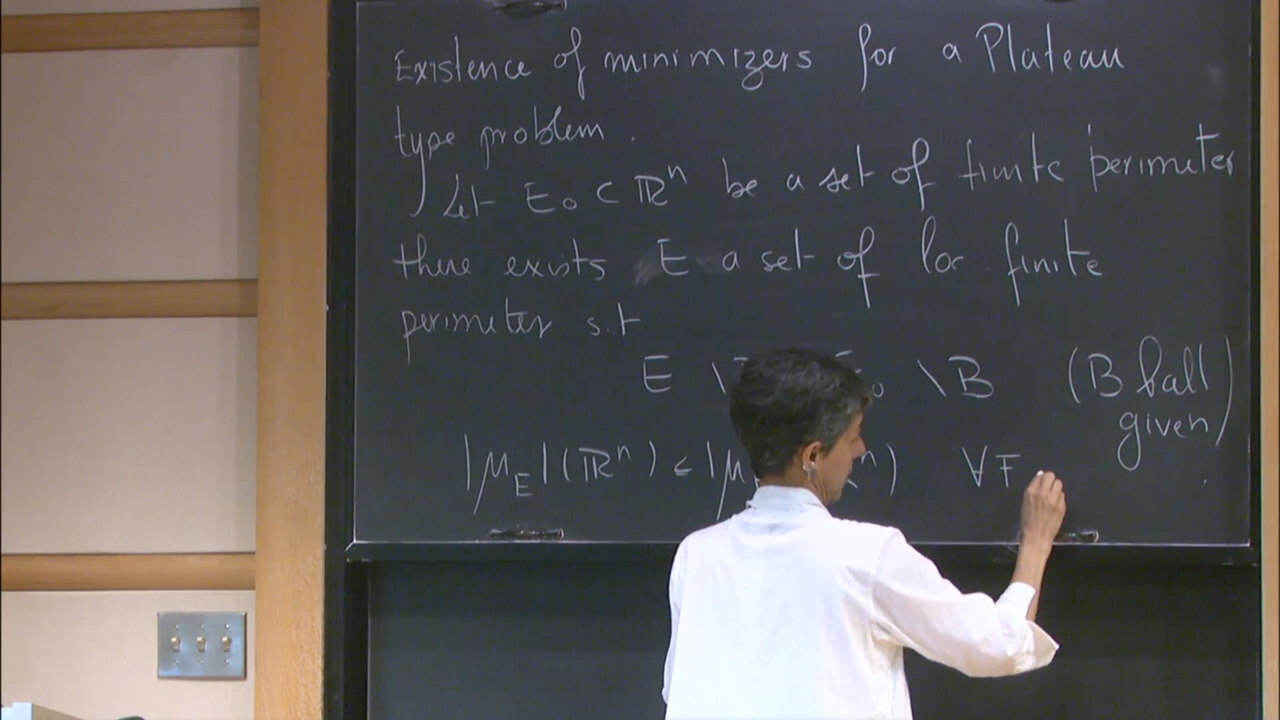 Existence of minimizers for a Plateau
type problem.
Let E₀ ⊂ ℝⁿ be a set of finite perimeter
there exists E a set of loc. finite
perimeter s.t
E \ ₀ \ B (B ball
given)
|μ_E|(ℝⁿ) ≤ |μ ⁿ) ∀F